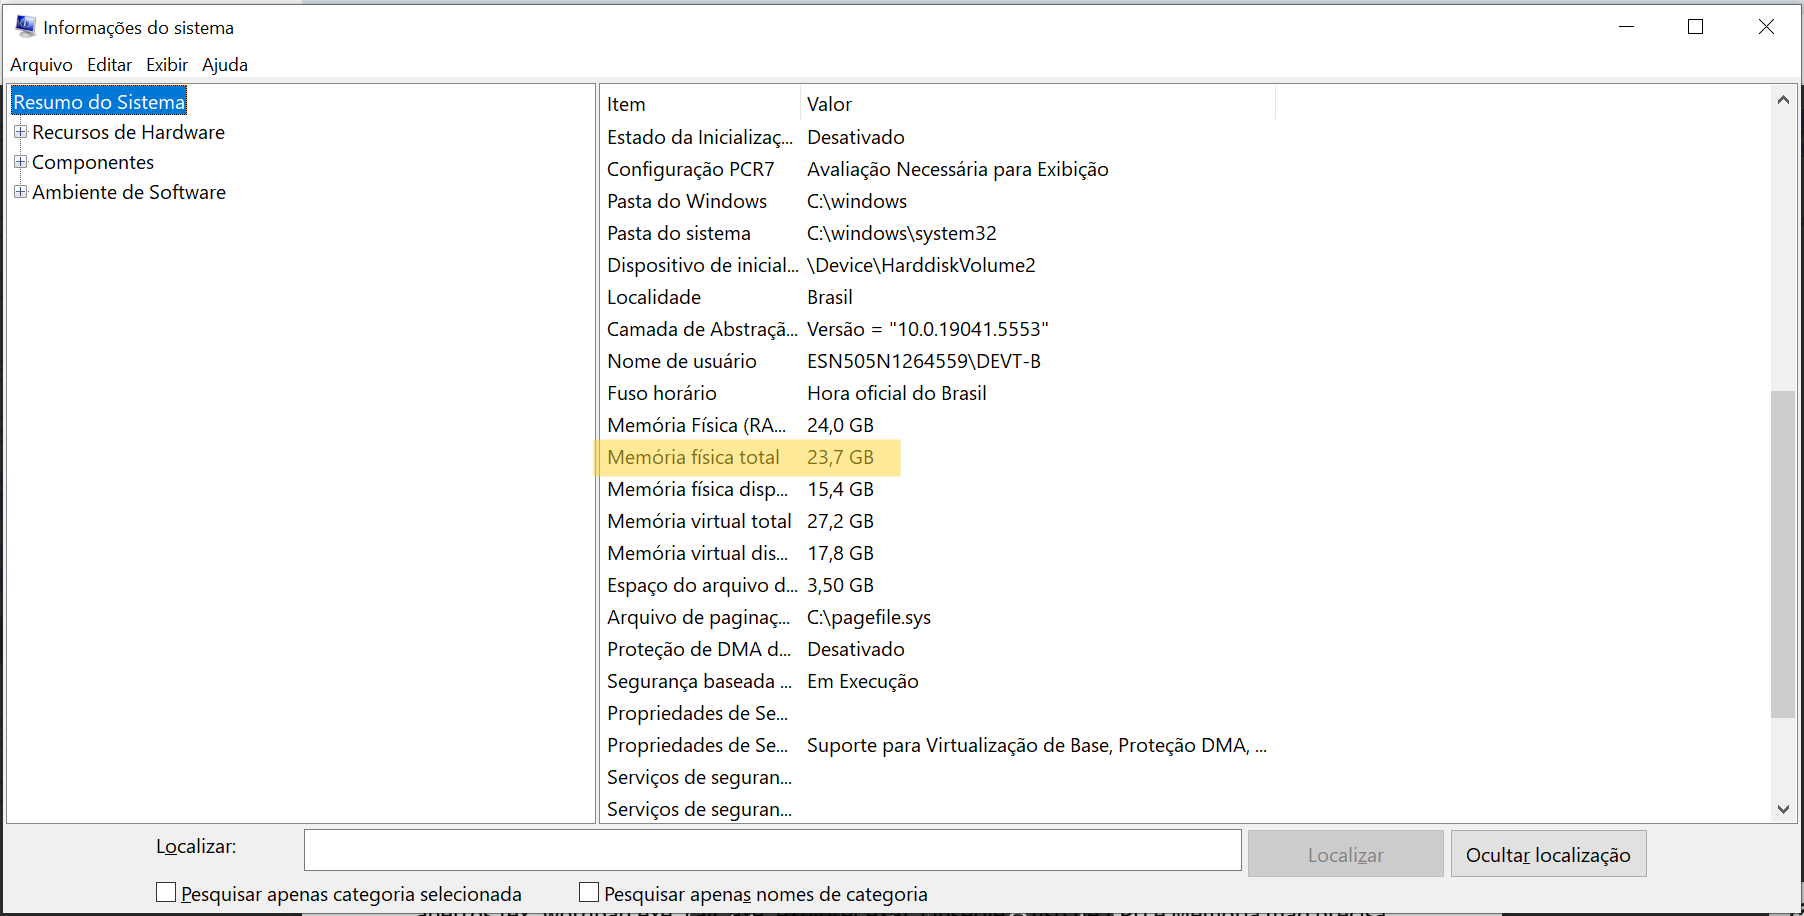 Informações do sistema
Arquivo Editar Exibir Ajuda
Resumo do Sistema
Recursos de Hardware
Componentes
Ambiente de Software
Item Valor
Estado da Inicializaç... Desativado
Configuração PCR7 Avaliação Necessária para Exibição
Pasta do Windows C:\windows
Pasta do sistema C:\windows\system32
Dispositivo de inicial... \Device\HarddiskVolume2
Localidade Brasil
Camada de Abstraçã... Versão = "10.0.19041.5553"
Nome de usuário ESN505N1264559\DEVT-B
Fuso horário Hora oficial do Brasil
Memória Física (RA... 24,0 GB
Memória física total 23,7 GB
Memória física disp... 15,4 GB
Memória virtual total 27,2 GB
Memória virtual dis... 17,8 GB
Espaço do arquivo d... 3,50 GB
Arquivo de paginaç... C:\pagefile.sys
Proteção de DMA d... Desativado
Segurança baseada ... Em Execução
Propriedades de Se...
Propriedades de Se... Suporte para Virtualização de Base, Proteção DMA, ...
Serviços de seguran...
Serviços de seguran...
Localizar: Localizar Ocultar localização
Pesquisar apenas categoria selecionada Pesquisar apenas nomes de categoria